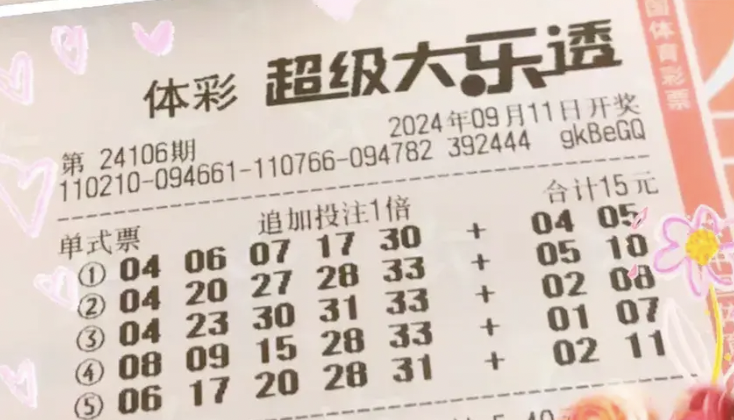 体彩 超级大乐透
第 24106期 2024年09月11日开奖
110210-094661-110766-094782 392444 gkBeGQ
合计15元
单式票 追加投注1倍
① 04 06 07 17 30 + 04 05
② 04 20 27 28 33 + 05 10
③ 04 23 30 31 33 + 02 08
④ 08 09 15 28 33 + 01 07
⑤ 06 17 20 28 31 + 02 11
国体育彩票